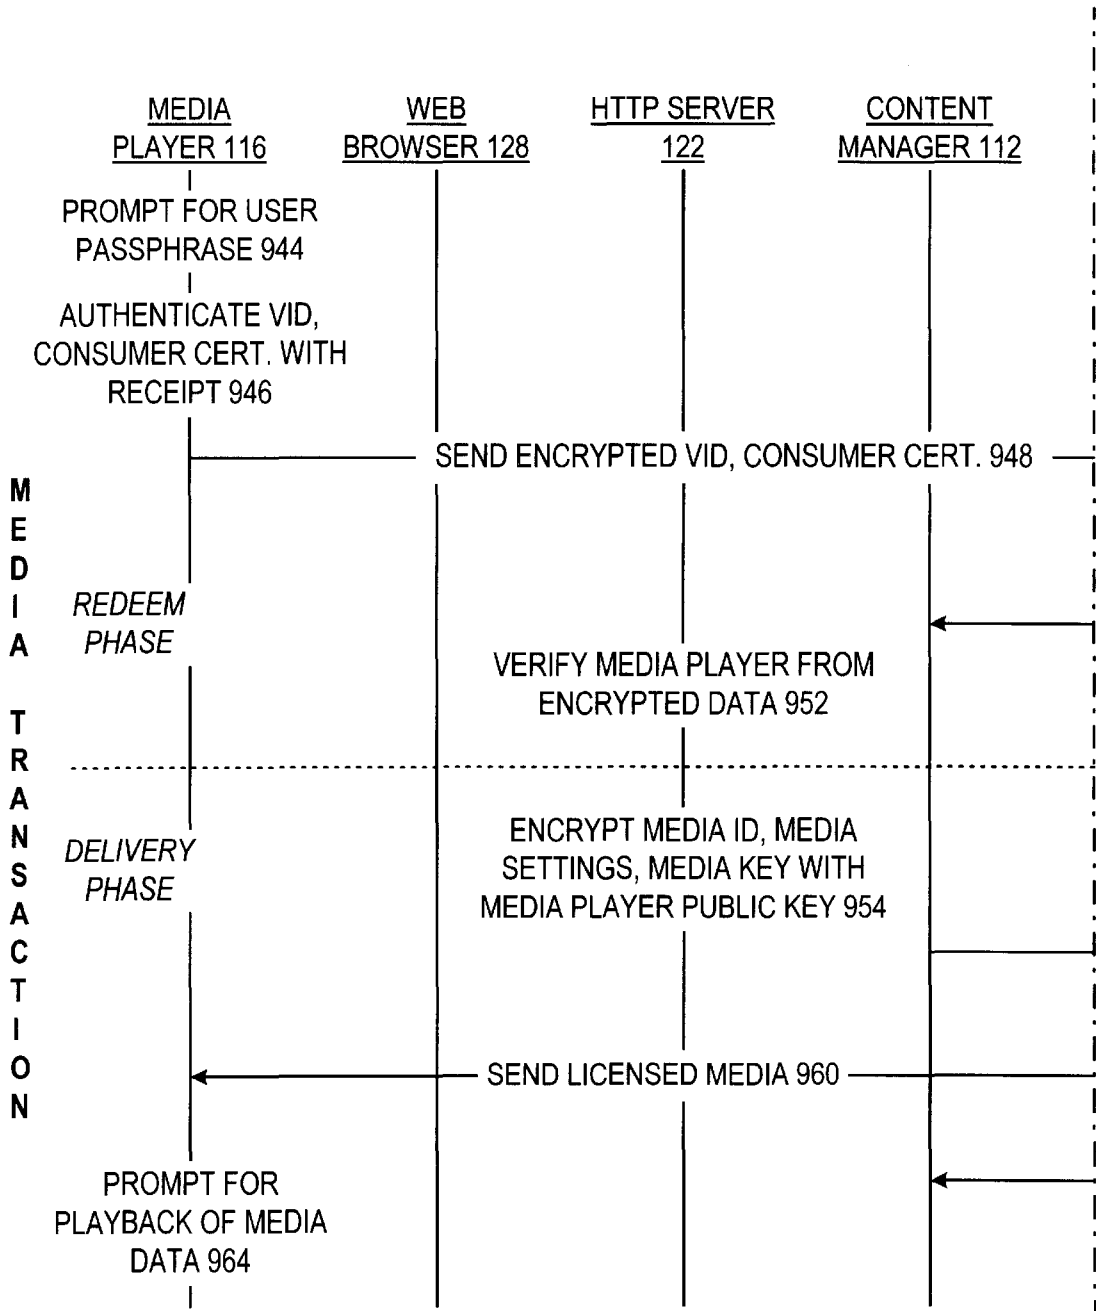 MEDIA
PLAYER 116
WEB
BROWSER 128
HTTP SERVER
122
CONTENT
MANAGER 112
PROMPT FOR USER
PASSPHRASE 944
AUTHENTICATE VID,
CONSUMER CERT. WITH
RECEIPT 946
SEND ENCRYPTED VID, CONSUMER CERT. 948
MEDIA TRANSACTION
REDEEM
PHASE
VERIFY MEDIA PLAYER FROM
ENCRYPTED DATA 952
DELIVERY
PHASE
ENCRYPT MEDIA ID, MEDIA
SETTINGS, MEDIA KEY WITH
MEDIA PLAYER PUBLIC KEY 954
SEND LICENSED MEDIA 960
PROMPT FOR
PLAYBACK OF MEDIA
DATA 964